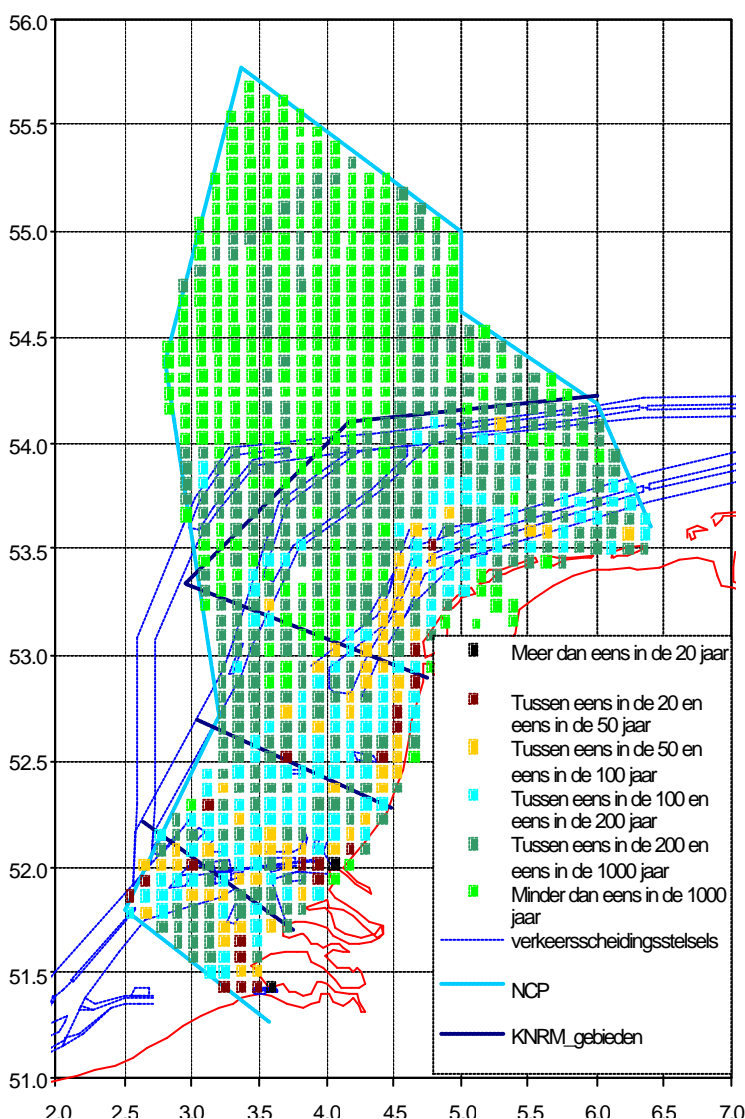 56.0
55.5
55.0
54.5
54.0
53.5
53.0
52.5
52.0
51.5
51.0
2.0 2.5 3.0 3.5 4.0 4.5 5.0 5.5 6.0 6.5 7.0
Meer dan eens in de 20 jaar
Tussen eens in de 20 en
eens in de 50 jaar
Tussen eens in de 50 en
eens in de 100 jaar
Tussen eens in de 100 en
eens in de 200 jaar
Tussen eens in de 200 en
eens in de 1000 jaar
Minder dan eens in de 1000
jaar
verkeersscheidingsstelsels
NCP
KNRM_gebieden